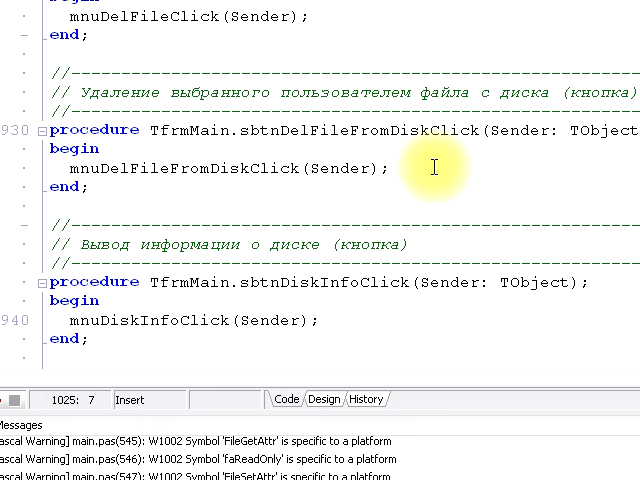 begin
mnuDelFileClick(Sender);
end;
//---------------------------------------------------------
// Удаление выбранного пользователем файла с диска (кнопка)
//---------------------------------------------------------
930 procedure TfrmMain.sbtnDelFileFromDiskClick(Sender: TObject
begin
mnuDelFileFromDiskClick(Sender);
end;
//---------------------------------------------------------
// Вывод информации о диске (кнопка)
//---------------------------------------------------------
procedure TfrmMain.sbtnDiskInfoClick(Sender: TObject);
begin
940 mnuDiskInfoClick(Sender);
end;
1025: 7 Insert Code Design History
Messages
ascal Warning] main.pas(545): W1002 Symbol 'FileGetAttr' is specific to a platform
ascal Warning] main.pas(546): W1002 Symbol 'faReadOnly' is specific to a platform
ascal Warning] main.pas(547): W1002 Symbol 'FileSetAttr' is specific to a platform